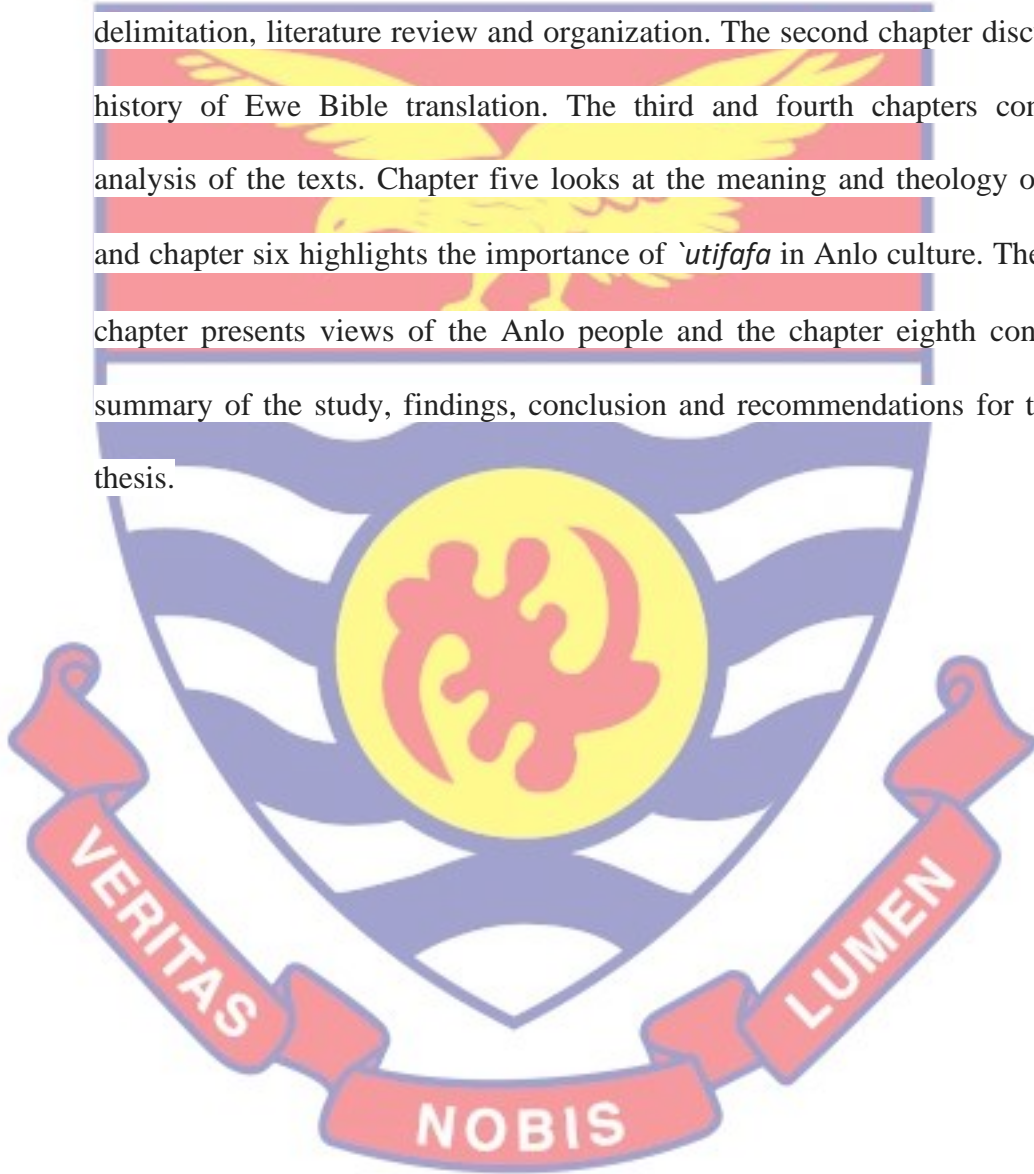 delimitation, literature review and organization. The second chapter disc
history of Ewe Bible translation. The third and fourth chapters con
analysis of the texts. Chapter five looks at the meaning and theology o
and chapter six highlights the importance of `utifafa in Anlo culture. The
chapter presents views of the Anlo people and the chapter eighth con
summary of the study, findings, conclusion and recommendations for t
thesis.
VERITAS
NOBIS
LUMEN